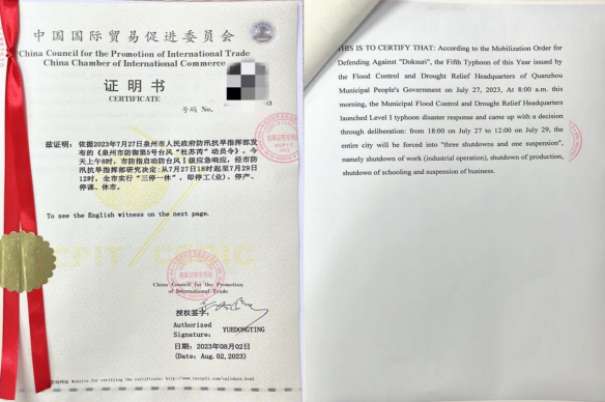 中国国际贸易促进委员会
China Council for the Promotion of International Trade
China Chamber of International Commerce
证明书
CERTIFICATE
号码 No.
兹证明：依据2023年7月27日泉州市人民政府防汛抗旱指挥部发
布的《泉州市防御第5号台风“杜苏芮”动员令》，今
天上午8时，市防指启动防台风Ⅰ级应急响应，经市防
汛抗旱指挥部研究决定：从7月27日18时起至7月29日
12时，全市实行“三停一休”，即停工(业)、停产、
停课、休市。
To see the English witness on the next page.
CCPIT / CCOIC
China Council for the Promotion
of International Trade
授权签字：
Authorized
Signature:
YUEDONGTING
日期：2023年08月02日
(Date: Aug.02,2023)
THIS IS TO CERTIFY THAT: According to the Mobilization Order for
Defending Against "Doksuri", the Fifth Typhoon of this Year issued by
the Flood Control and Drought Relief Headquarters of Quanzhou
Municipal People's Government on July 27, 2023, At 8:00 a.m. this
morning, the Municipal Flood Control and Drought Relief Headquarters
launched Level I typhoon disaster response and came up with a decision
through deliberation: from 18:00 on July 27 to 12:00 on July 29, the
entire city will be forced into "three shutdowns and one suspension",
namely shutdown of work (industrial operation), shutdown of production,
shutdown of schooling and suspension of business.